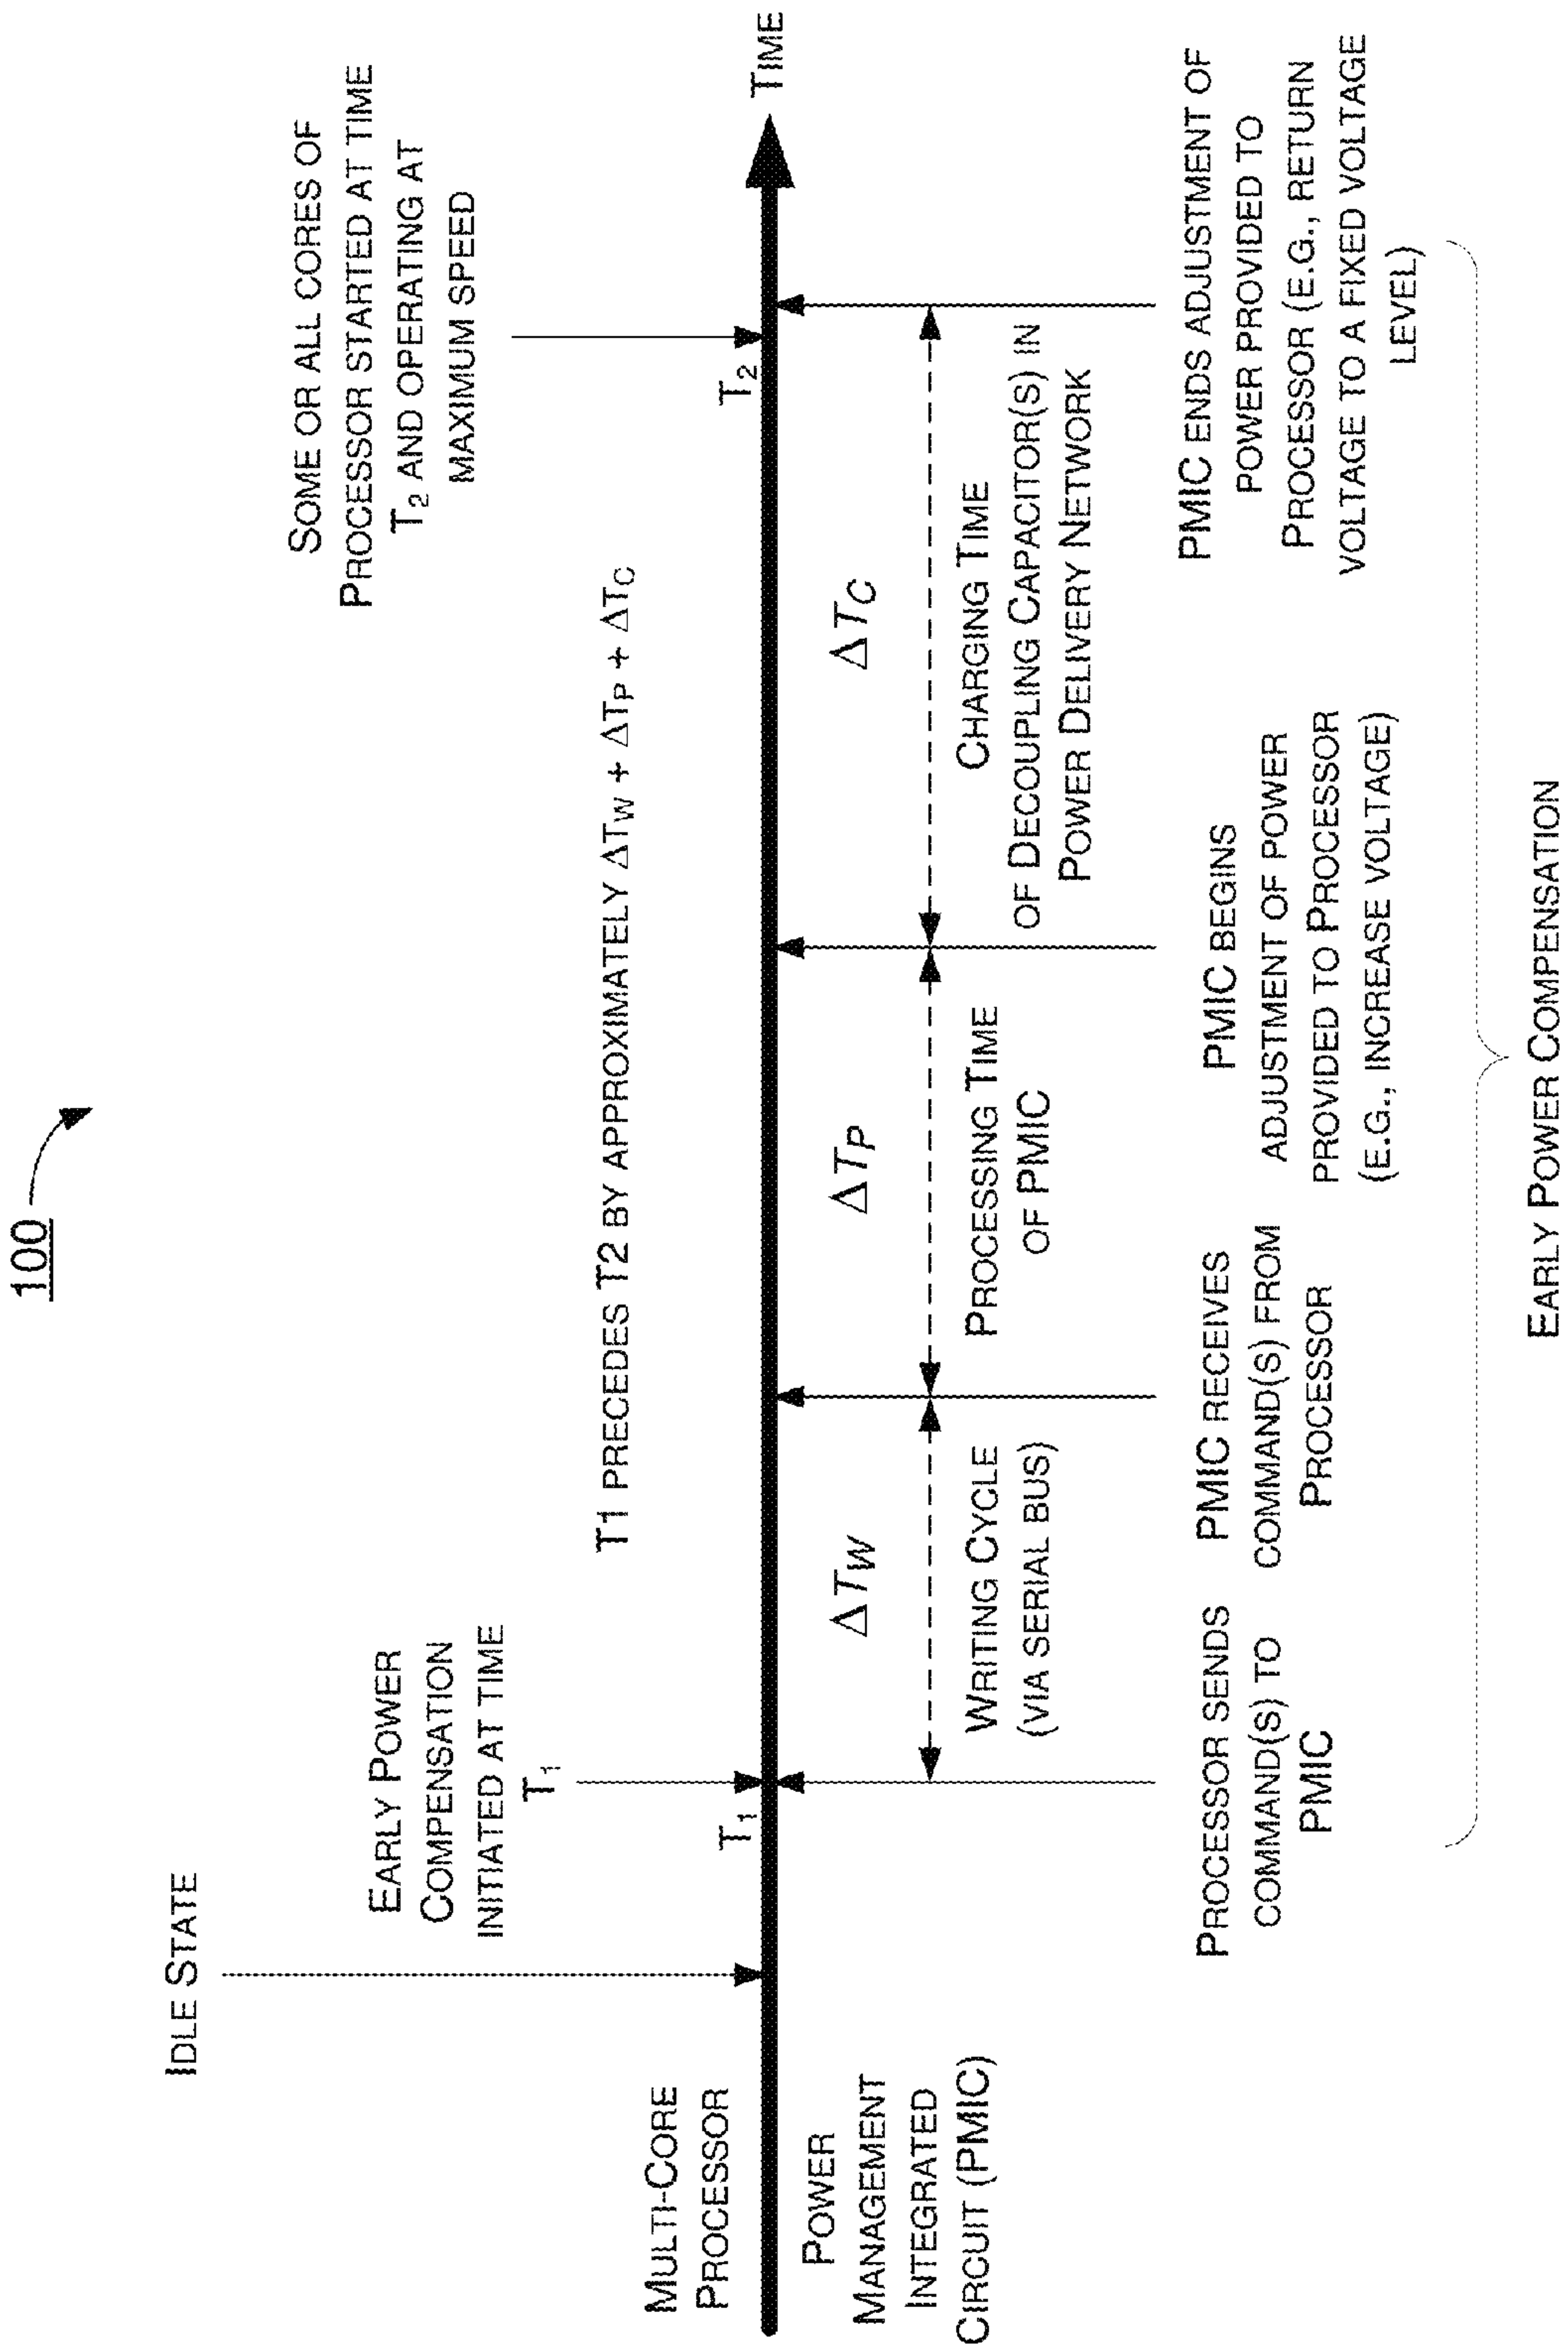 100
IDLE STATE
EARLY POWER
COMPENSATION
INITIATED AT TIME
T₁
SOME OR ALL CORES OF
PROCESSOR STARTED AT TIME
T₂ AND OPERATING AT
MAXIMUM SPEED
T1 PRECEDES T2 BY APPROXIMATELY ΔTW + ΔTP + ΔTC
MULTI-CORE
PROCESSOR
T₁
T₂
TIME
POWER
MANAGEMENT
INTEGRATED
CIRCUIT (PMIC)
ΔTW
WRITING CYCLE
(VIA SERIAL BUS)
ΔTP
PROCESSING TIME
OF PMIC
ΔTC
CHARGING TIME
OF DECOUPLING CAPACITOR(S) IN
POWER DELIVERY NETWORK
PROCESSOR SENDS
COMMAND(S) TO
PMIC
PMIC RECEIVES
COMMAND(S) FROM
PROCESSOR
PMIC BEGINS
ADJUSTMENT OF POWER
PROVIDED TO PROCESSOR
(E.G., INCREASE VOLTAGE)
PMIC ENDS ADJUSTMENT OF
POWER PROVIDED TO
PROCESSOR (E.G., RETURN
VOLTAGE TO A FIXED VOLTAGE
LEVEL)
EARLY POWER COMPENSATION